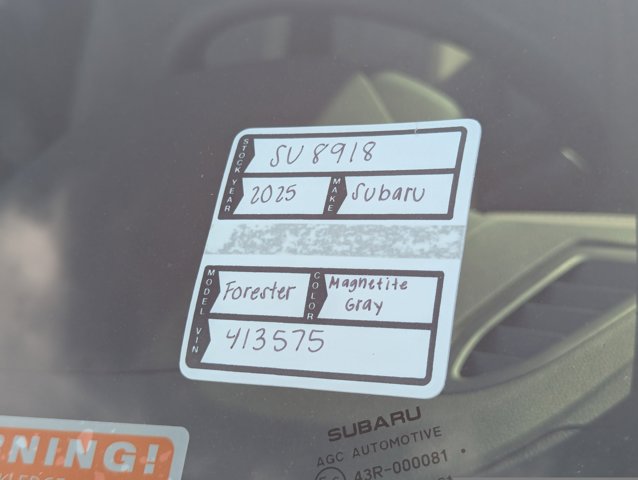 STOCK SU 8918
YEAR 2025 MAKE Subaru
MODEL Forester COLOR Magnetite Gray
VIN 413575
SUBARU
AGC AUTOMOTIVE
43R-000081
RNING!